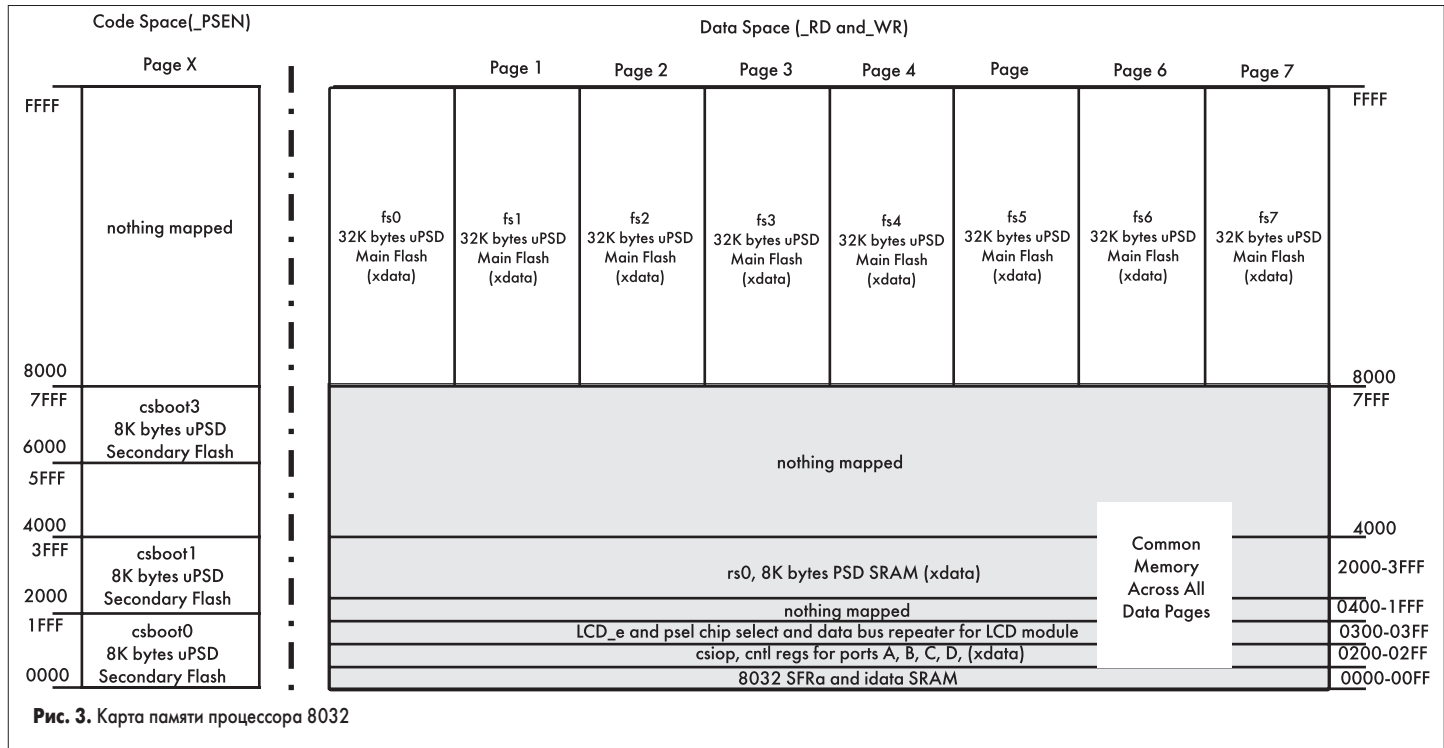 Code Space(_PSEN)
Data Space (_RD and_WR)
Page X
Page 1
Page 2
Page 3
Page 4
Page
Page 6
Page 7
FFFF
nothing mapped
8000
7FFF
csboot3
8K bytes uPSD
Secondary Flash
6000
5FFF
4000
3FFF
csboot1
8K bytes uPSD
Secondary Flash
2000
1FFF
csboot0
8K bytes uPSD
Secondary Flash
0000
fs0
32K bytes uPSD
Main Flash
(xdata)
fs1
32K bytes uPSD
Main Flash
(xdata)
fs2
32K bytes uPSD
Main Flash
(xdata)
fs3
32K bytes uPSD
Main Flash
(xdata)
fs4
32K bytes uPSD
Main Flash
(xdata)
fs5
32K bytes uPSD
Main Flash
(xdata)
fs6
32K bytes uPSD
Main Flash
(xdata)
fs7
32K bytes uPSD
Main Flash
(xdata)
FFFF
8000
7FFF
nothing mapped
4000
Common
Memory
Across All
Data Pages
rs0, 8K bytes PSD SRAM (xdata)
2000-3FFF
nothing mapped
0400-1FFF
LCD_e and psel chip select and data bus repeater for LCD module
0300-03FF
csiop, cntl regs for ports A, B, C, D, (xdata)
0200-02FF
8032 SFRa and idata SRAM
0000-00FF
Рис. 3. Карта памяти процессора 8032